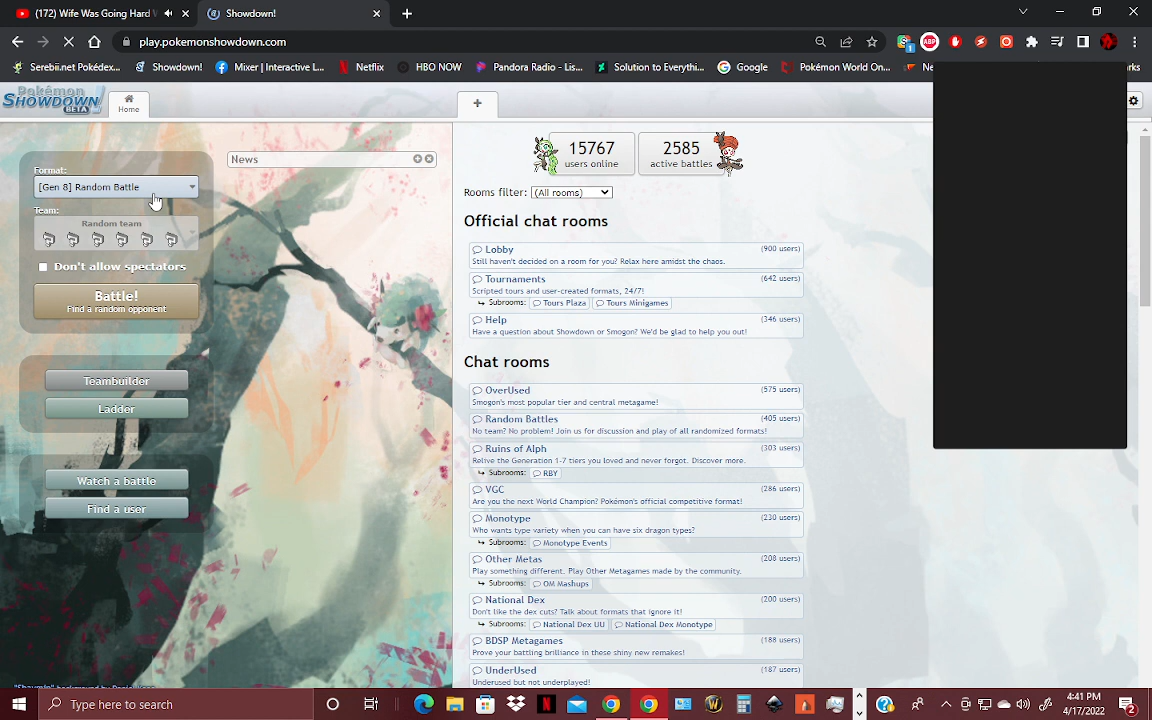 (172) Wife Was Going Hard
Showdown!
play.pokemonshowdown.com
Serebii.net Pokédex...
Showdown!
Mixer | Interactive L...
Netflix
HBO NOW
Pandora Radio - Lis...
Solution to Everythi...
Google
Pokémon World On...
Pokémon
SHOWDOWN
BETA
Home
15767
users online
2585
active battles
Format:
[Gen 8] Random Battle
Team:
Random team
Don't allow spectators
Battle!
Find a random opponent
Teambuilder
Ladder
Watch a battle
Find a user
News
Rooms filter: (All rooms)
Official chat rooms
Lobby (900 users)
Still haven't decided on a room for you? Relax here amidst the chaos.
Tournaments (642 users)
Scripted tours and user-created formats, 24/7!
Subrooms: Tours Plaza Tours Minigames
Help (346 users)
Have a question about Showdown or Smogon? We'd be glad to help you out!
Chat rooms
OverUsed (575 users)
Smogon's most popular tier and central metagame!
Random Battles (405 users)
No team? No problem! Join us for discussion and play of all randomized formats!
Ruins of Alph (303 users)
Relive the Generation 1-7 tiers you loved and never forgot. Discover more.
Subrooms: RBY
VGC (286 users)
Are you the next World Champion? Pokémon's official competitive format!
Monotype (230 users)
Who wants type variety when you can have six dragon types?
Subrooms: Monotype Events
Other Metas (208 users)
Play something different. Play Other Metagames made by the community.
Subrooms: OM Mashups
National Dex (200 users)
Don't like the dex cuts? Talk about formats that ignore it!
Subrooms: National Dex UU National Dex Monotype
BDSP Metagames (188 users)
Prove your battling brilliance in these shiny new remakes!
UnderUsed (187 users)
Underused but not underplayed!
Type here to search
4:41 PM
4/17/2022
2